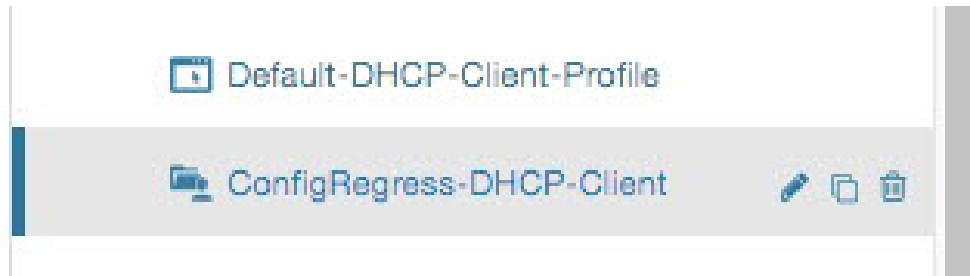 Default-DHCP-Client-Profile
ConfigRegress-DHCP-Client